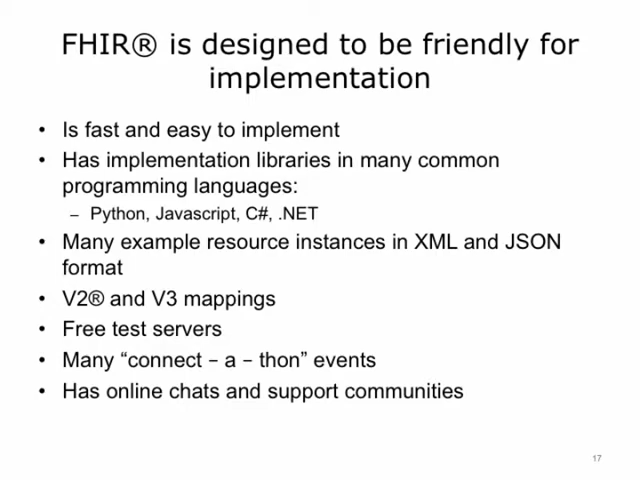 FHIR® is designed to be friendly for
implementation
• Is fast and easy to implement
• Has implementation libraries in many common
programming languages:
– Python, Javascript, C#, .NET
• Many example resource instances in XML and JSON
format
• V2® and V3 mappings
• Free test servers
• Many “connect – a – thon” events
• Has online chats and support communities
17